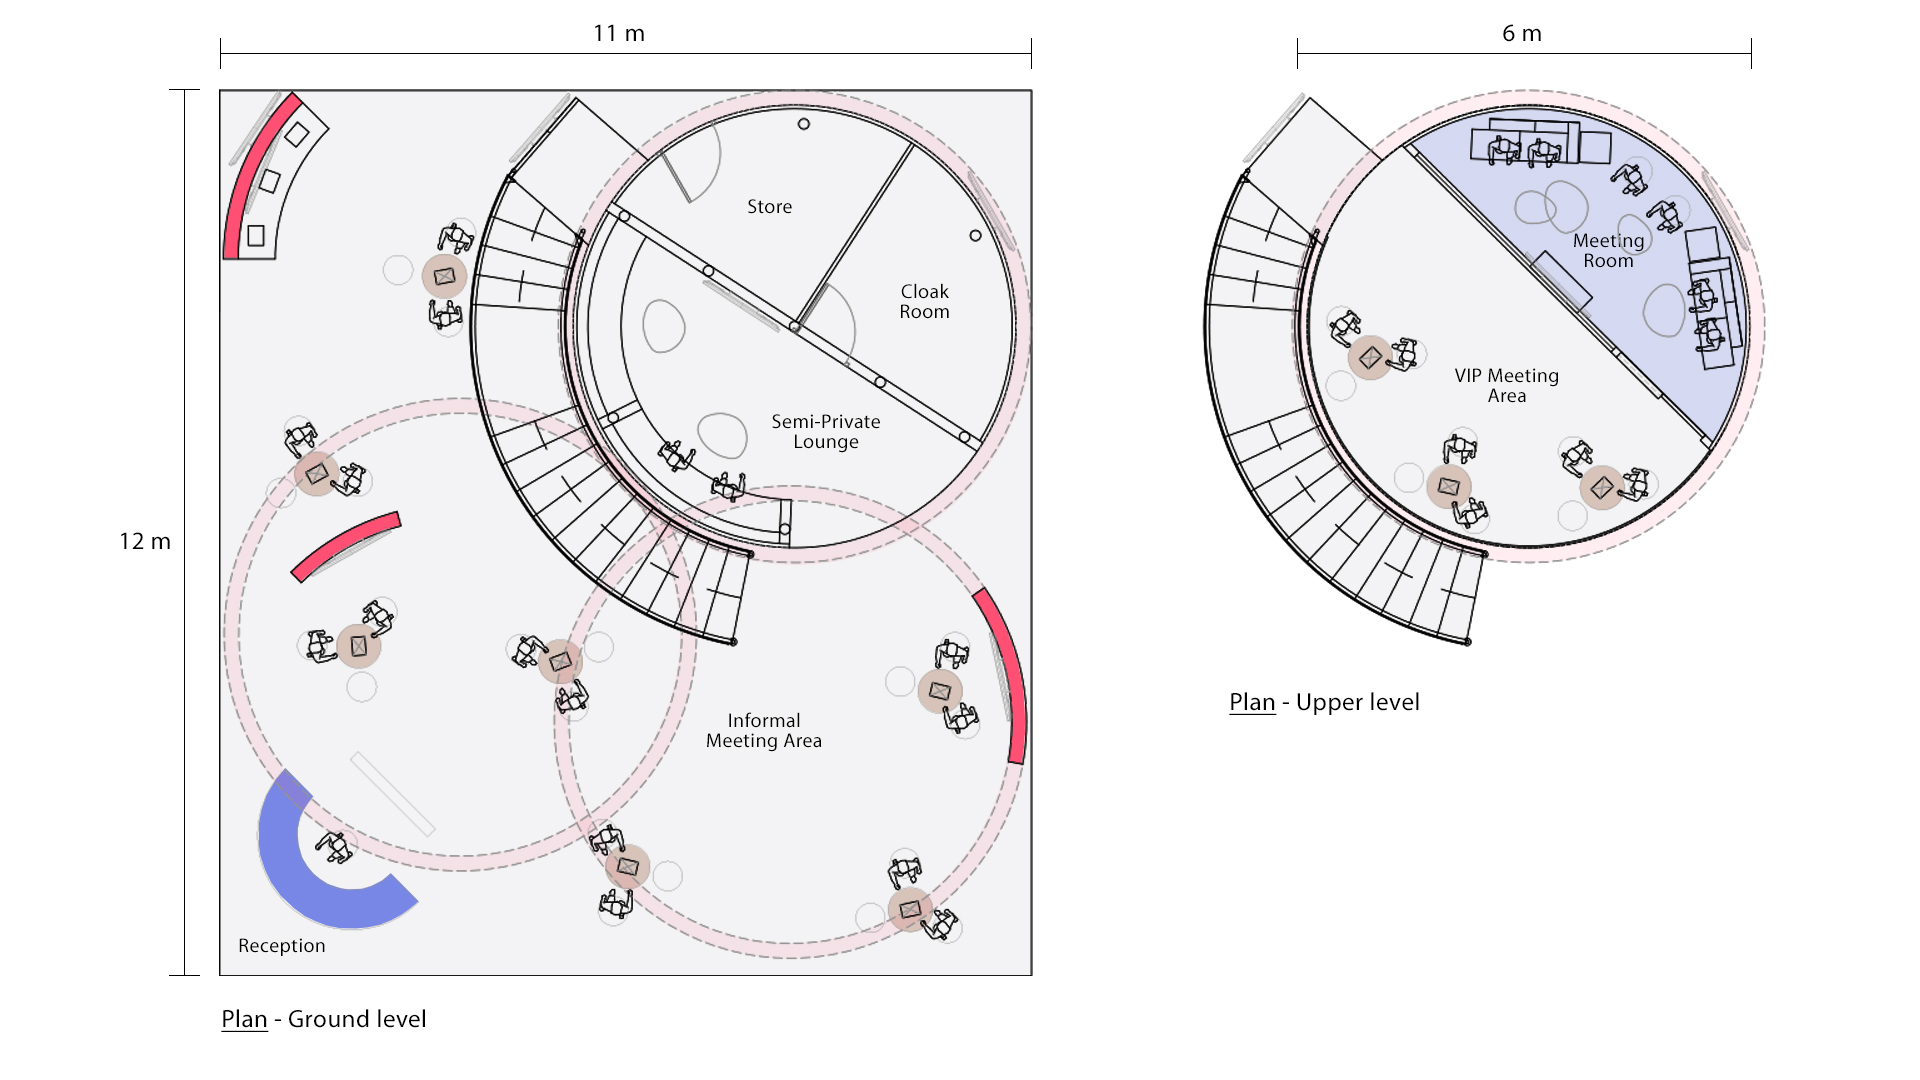 11 m
6 m
12 m
Store
Cloak
Room
Semi-Private
Lounge
Informal
Meeting Area
Reception
Plan - Ground level
Meeting
Room
VIP Meeting
Area
Plan - Upper level